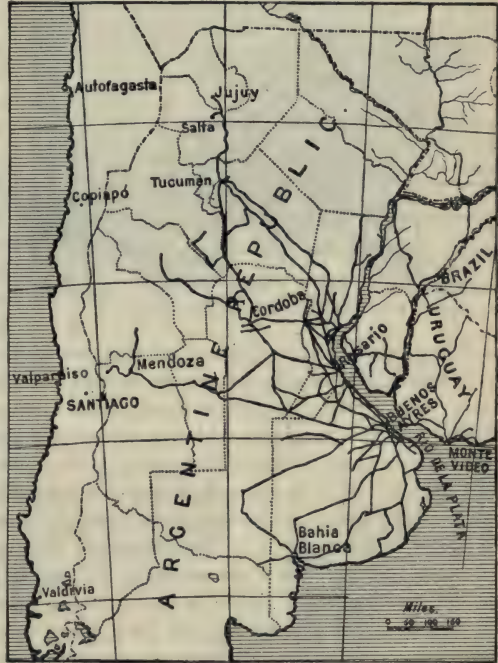 Autofagasta
Jujuy
Salta
Copiapó
Tucuman
ARGENTINE REPUBLIC
Cordoba
BRAZIL
URUGUAY
Rosario
Mendoza
Valparaiso
SANTIAGO
BUENOS
AIRES
MONTE
VIDEO
RIO DE LA PLATA
Bahia
Blanca
Valdivia
Miles.
0 50 100 150